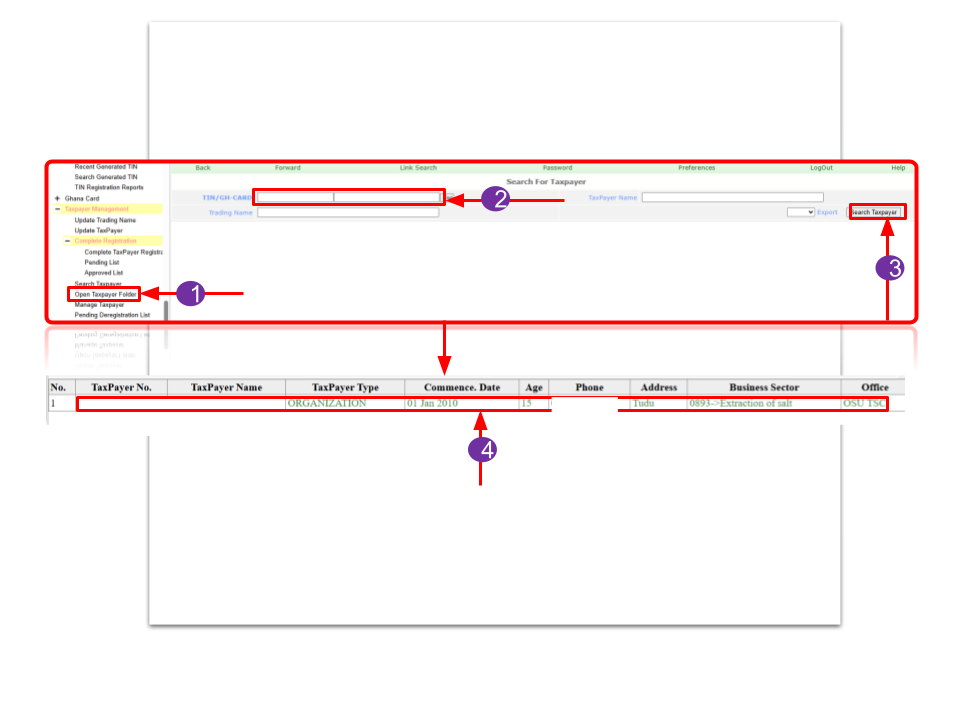 Recent Generated TIN
Search Generated TIN
TIN Registration Reports
+ Ghana Card
− Taxpayer Management
Update Trading Name
Update TaxPayer
− Complete Registration
Complete TaxPayer Registra
Pending List
Approved List
Search Taxpayer
Open Taxpayer Folder
Manage Taxpayer
Pending Deregistration List
Back Forward Link Search Password Preferences LogOut Help
Search For Taxpayer
TIN/GH-CARD TaxPayer Name
Trading Name Export Search Taxpayer
1
2
3
No. TaxPayer No. TaxPayer Name TaxPayer Type Commence. Date Age Phone Address Business Sector Office
1 ORGANIZATION 01 Jan 2010 15 Tudu 0893->Extraction of salt OSU TSC
4